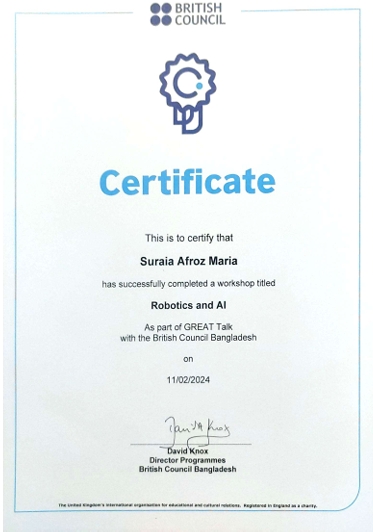 BRITISH
COUNCIL
Certificate
This is to certify that
Suraia Afroz Maria
has successfully completed a workshop titled
Robotics and AI
As part of GREAT Talk
with the British Council Bangladesh
on
11/02/2024
David Knox
David Knox
Director Programmes
British Council Bangladesh
The United Kingdom's international organisation for educational and cultural relations. Registered in England as a charity.